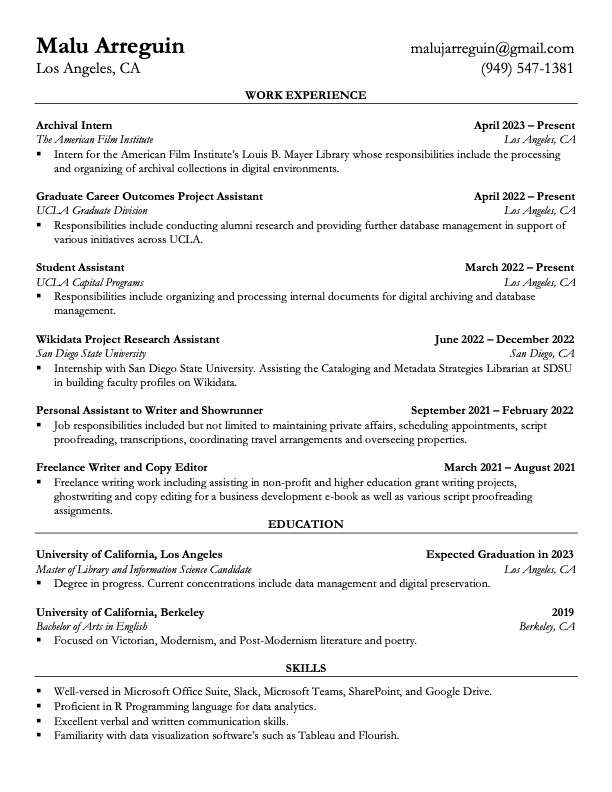 Malu Arreguin malujarreguin@gmail.com
Los Angeles, CA (949) 547-1381
WORK EXPERIENCE
Archival Intern April 2023 – Present
The American Film Institute Los Angeles, CA
▪ Intern for the American Film Institute's Louis B. Mayer Library whose responsibilities include the processing
and organizing of archival collections in digital environments.
Graduate Career Outcomes Project Assistant April 2022 – Present
UCLA Graduate Division Los Angeles, CA
▪ Responsibilities include conducting alumni research and providing further database management in support of
various initiatives across UCLA.
Student Assistant March 2022 – Present
UCLA Capital Programs Los Angeles, CA
▪ Responsibilities include organizing and processing internal documents for digital archiving and database
management.
Wikidata Project Research Assistant June 2022 – December 2022
San Diego State University San Diego, CA
▪ Internship with San Diego State University. Assisting the Cataloging and Metadata Strategies Librarian at SDSU
in building faculty profiles on Wikidata.
Personal Assistant to Writer and Showrunner September 2021 – February 2022
▪ Job responsibilities included but not limited to maintaining private affairs, scheduling appointments, script
proofreading, transcriptions, coordinating travel arrangements and overseeing properties.
Freelance Writer and Copy Editor March 2021 – August 2021
▪ Freelance writing work including assisting in non-profit and higher education grant writing projects,
ghostwriting and copy editing for a business development e-book as well as various script proofreading
assignments.
EDUCATION
University of California, Los Angeles Expected Graduation in 2023
Master of Library and Information Science Candidate Los Angeles, CA
▪ Degree in progress. Current concentrations include data management and digital preservation.
University of California, Berkeley 2019
Bachelor of Arts in English Berkeley, CA
▪ Focused on Victorian, Modernism, and Post-Modernism literature and poetry.
SKILLS
▪ Well-versed in Microsoft Office Suite, Slack, Microsoft Teams, SharePoint, and Google Drive.
▪ Proficient in R Programming language for data analytics.
▪ Excellent verbal and written communication skills.
▪ Familiarity with data visualization software's such as Tableau and Flourish.